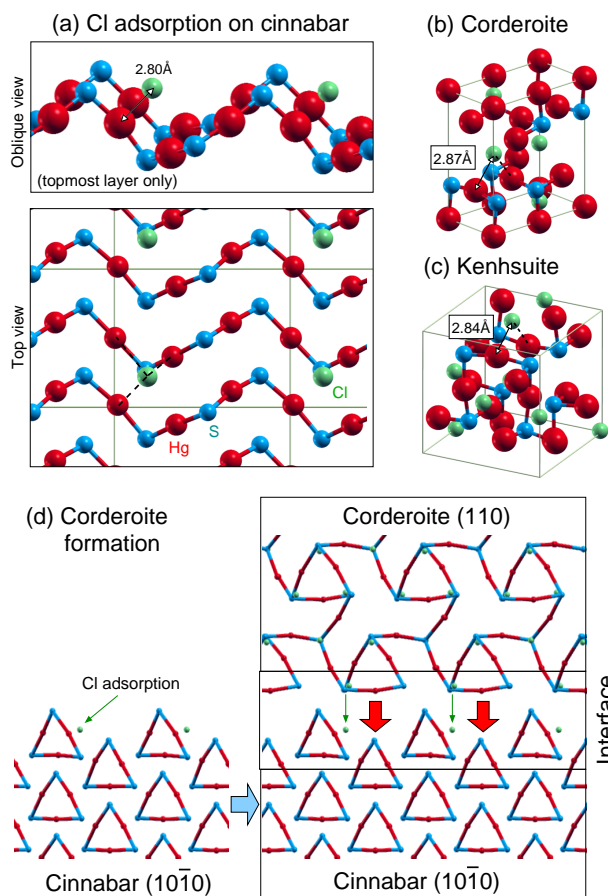 (a) Cl adsorption on cinnabar
Oblique view
2.80Å
(topmost layer only)
Top view
Cl
S
Hg
(b) Corderoite
2.87Å
(c) Kenhsuite
2.84Å
(d) Corderoite
formation
Cl adsorption
Cinnabar (101̅0)
Corderoite (110)
Interface
Cinnabar (101̅0)